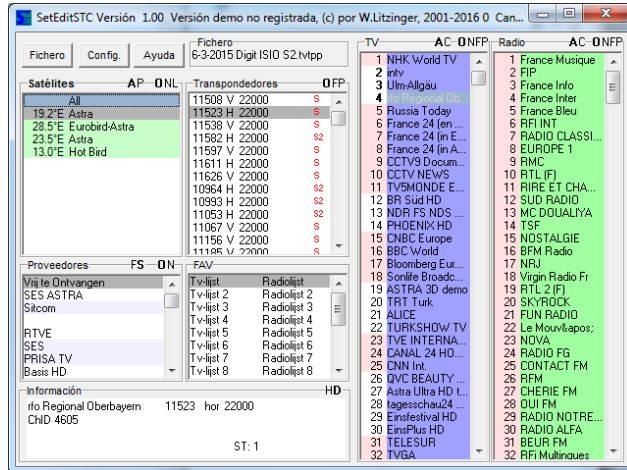 SetEditSTC Versión 1.00 Versión demo no registrada, (c) por W.Litzinger, 2001-2016 0 Can...
Fichero
Config.
Ayuda
Fichero
6-3-2015 Digit ISIO S2.tvtpp
Satélites AP ONL
All
19.2°E Astra
28.5°E Eurobird-Astra
23.5°E Astra
13.0°E Hot Bird
Transpondedores OFP
11508 V 22000 S
11523 H 22000 S
11538 V 22000 S
11582 H 22000 S2
11597 V 22000 S
11611 H 22000 S
11626 V 22000 S
10964 H 22000 S2
10993 H 22000 S2
11053 H 22000 S2
11067 V 22000 S
11156 V 22000 S
11185 V 22000 S
Proveedores FS ON
Vrij te Ontvangen
SES ASTRA
Sitcom
RTVE
SES
PRISA TV
Basis HD
FAV
Tv-lijst Radiolijst
Tv-lijst 2 Radiolijst 2
Tv-lijst 3 Radiolijst 3
Tv-lijst 4 Radiolijst 4
Tv-lijst 5 Radiolijst 5
Tv-lijst 6 Radiolijst 6
Tv-lijst 7 Radiolijst 7
Tv-lijst 8 Radiolijst 8
Información HD
rfo Regional Oberbayern 11523 hor 22000
ChID 4605
ST: 1
TV AC ONFP
1 NHK World TV
2 intv
3 Ulm-Allgäu
4 rfo Regional Ob...
5 Russia Today
6 France 24 (en ...
7 France 24 (in E...
8 France 24 (in A...
9 CCTV9 Docum...
10 CCTV NEWS
11 TV5MONDE E...
12 BR Süd HD
13 NDR FS NDS ...
14 PHOENIX HD
15 CNBC Europe
16 BBC World
17 Bloomberg Eur...
18 Sonlife Broadc...
19 ASTRA 3D demo
20 TRT Turk
21 ALICE
22 TURKSHOW TV
23 TVE INTERNA...
24 CANAL 24 HO...
25 CNN Int.
26 QVC BEAUTY ...
27 Astra Ultra HD t...
28 tagesschau24 ...
29 Einsfestival HD
30 EinsPlus HD
31 TELESUR
32 TVGA
Radio AC ONFP
1 France Musique
2 FIP
3 France Info
4 France Inter
5 France Bleu
6 RFI INT
7 RADIO CLASSI...
8 EUROPE 1
9 RMC
10 RTL (F)
11 RIRE ET CHA...
12 SUD RADIO
13 MC DOUALIYA
14 TSF
15 NOSTALGIE
16 BFM Radio
17 NRJ
18 Virgin Radio Fr
19 RTL 2 (F)
20 SKYROCK
21 FUN RADIO
22 Le Mouv&apos;
23 NOVA
24 RADIO FG
25 CONTACT FM
26 RFM
27 CHERIE FM
28 OUI FM
29 RADIO NOTRE...
30 RADIO ALFA
31 BEUR FM
32 RFi Multingues